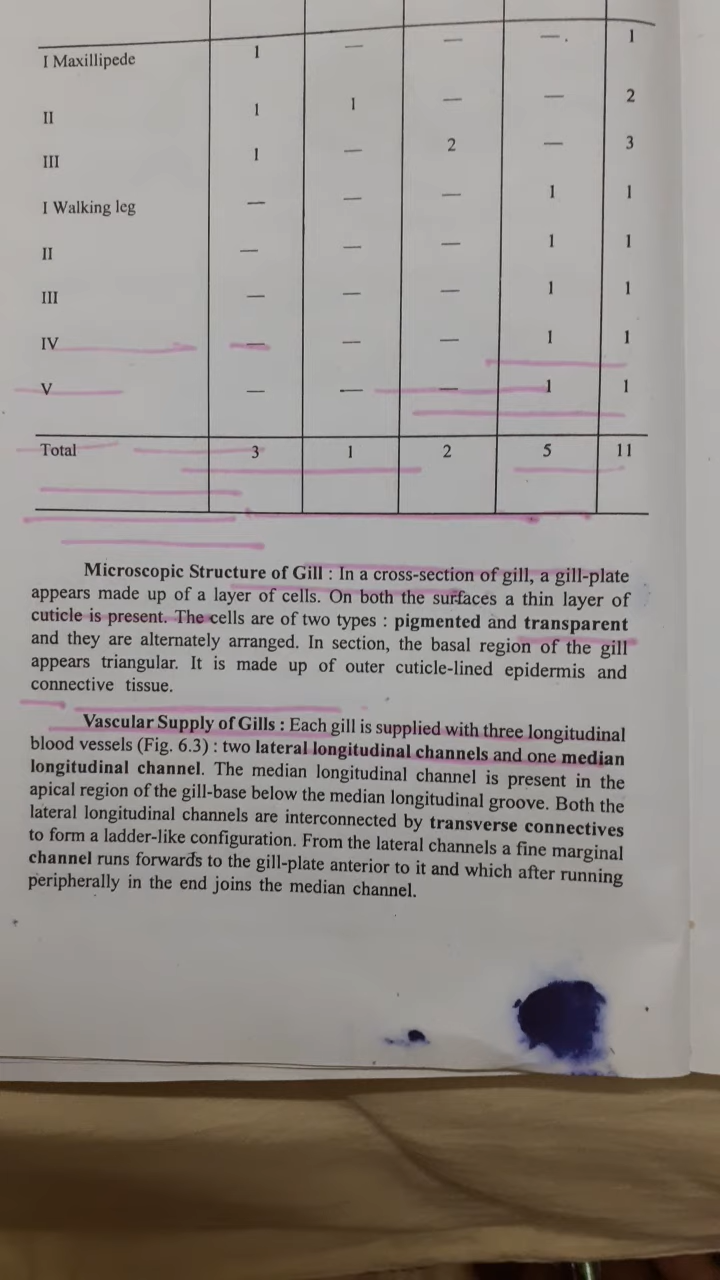 I Maxillipede 1 — — — 1
II 1 1 — — 2
III 1 — 2 — 3
I Walking leg — — — 1 1
II — — — 1 1
III — — — 1 1
IV — — — 1 1
V — — — 1 1
Total 3 1 2 5 11
Microscopic Structure of Gill : In a cross-section of gill, a gill-plate
appears made up of a layer of cells. On both the surfaces a thin layer of
cuticle is present. The cells are of two types : pigmented and transparent
and they are alternately arranged. In section, the basal region of the gill
appears triangular. It is made up of outer cuticle-lined epidermis and
connective tissue.
Vascular Supply of Gills : Each gill is supplied with three longitudinal
blood vessels (Fig. 6.3) : two lateral longitudinal channels and one median
longitudinal channel. The median longitudinal channel is present in the
apical region of the gill-base below the median longitudinal groove. Both the
lateral longitudinal channels are interconnected by transverse connectives
to form a ladder-like configuration. From the lateral channels a fine marginal
channel runs forwards to the gill-plate anterior to it and which after running
peripherally in the end joins the median channel.